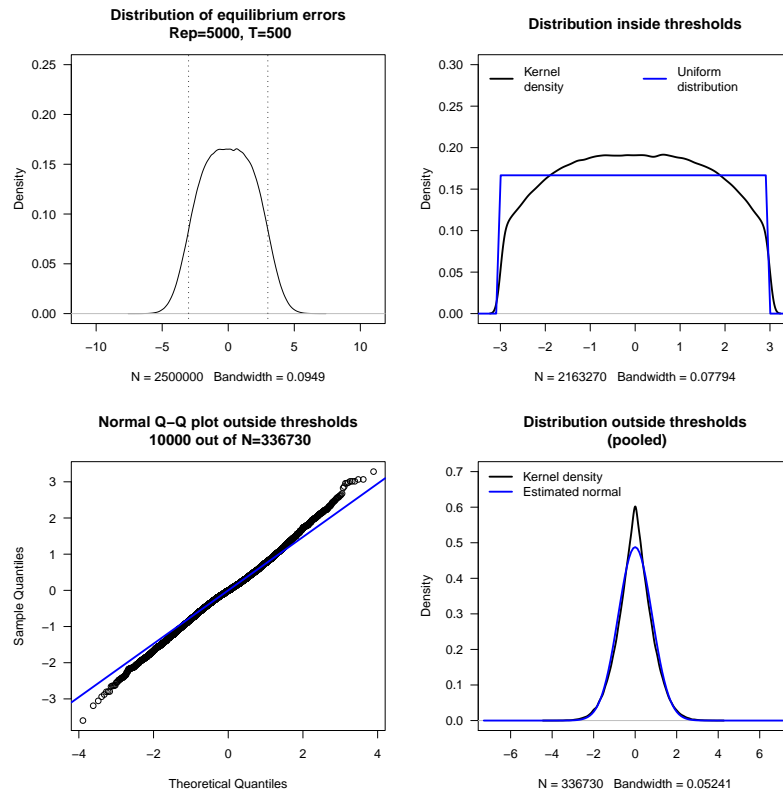 Distribution of equilibrium errors
Rep=5000, T=500
Density
0.25
0.20
0.15
0.10
0.05
0.00
−10 −5 0 5 10
N = 2500000 Bandwidth = 0.0949
Distribution inside thresholds
Density
0.30
0.25
0.20
0.15
0.10
0.05
0.00
Kernel density
Uniform distribution
−3 −2 −1 0 1 2 3
N = 2163270 Bandwidth = 0.07794
Normal Q−Q plot outside thresholds
10000 out of N=336730
Sample Quantiles
3
2
1
0
−1
−2
−3
−4 −2 0 2 4
Theoretical Quantiles
Distribution outside thresholds
(pooled)
Density
0.7
0.6
0.5
0.4
0.3
0.2
0.1
0.0
Kernel density
Estimated normal
−6 −4 −2 0 2 4 6
N = 336730 Bandwidth = 0.05241